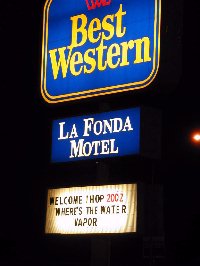 Best
Western
LA FONDA
MOTEL
WELCOME IHOP 2002
WHERE'S THE WATER
VAPOR